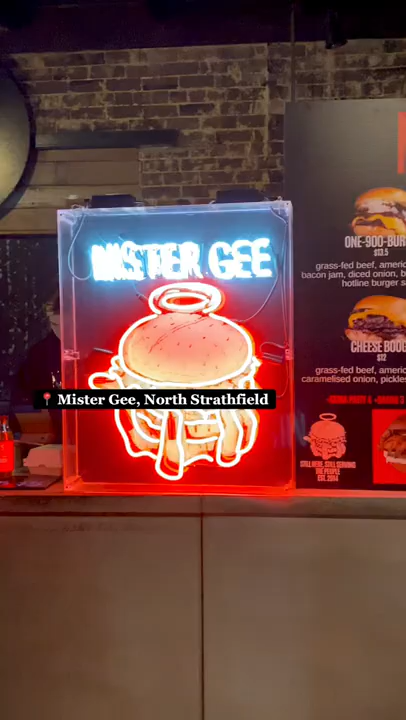 MISTER GEE
📍 Mister Gee, North Strathfield
ONE-900-BUR
$13.5
grass-fed beef, americ
bacon jam, diced onion, b
hotline burger s
CHEESE BOOG
$12
grass-fed beef, americ
caramelised onion, pickles
STILL HERE, STILL SERVING
THE PEOPLE
EST. 2014